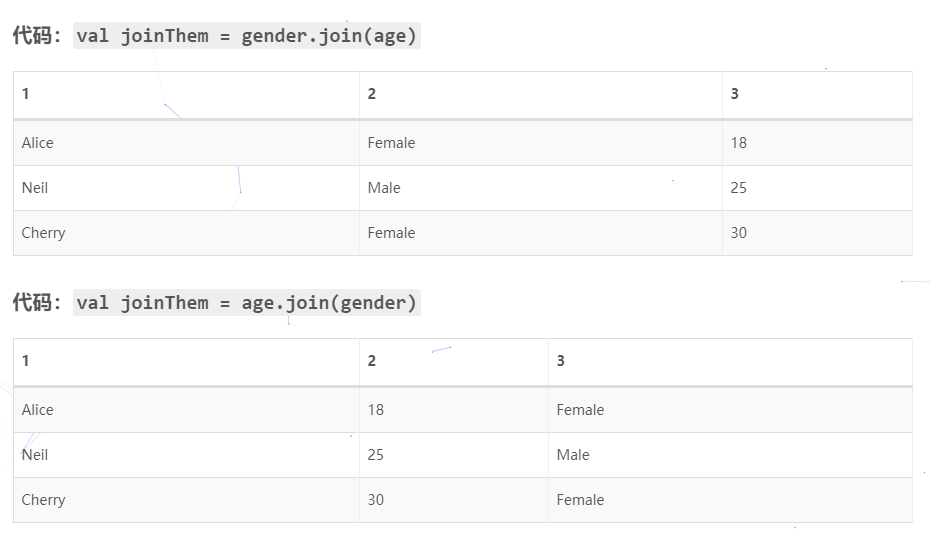 代码：val joinThem = gender.join(age)
1 2 3
Alice Female 18
Neil Male 25
Cherry Female 30
代码：val joinThem = age.join(gender)
1 2 3
Alice 18 Female
Neil 25 Male
Cherry 30 Female